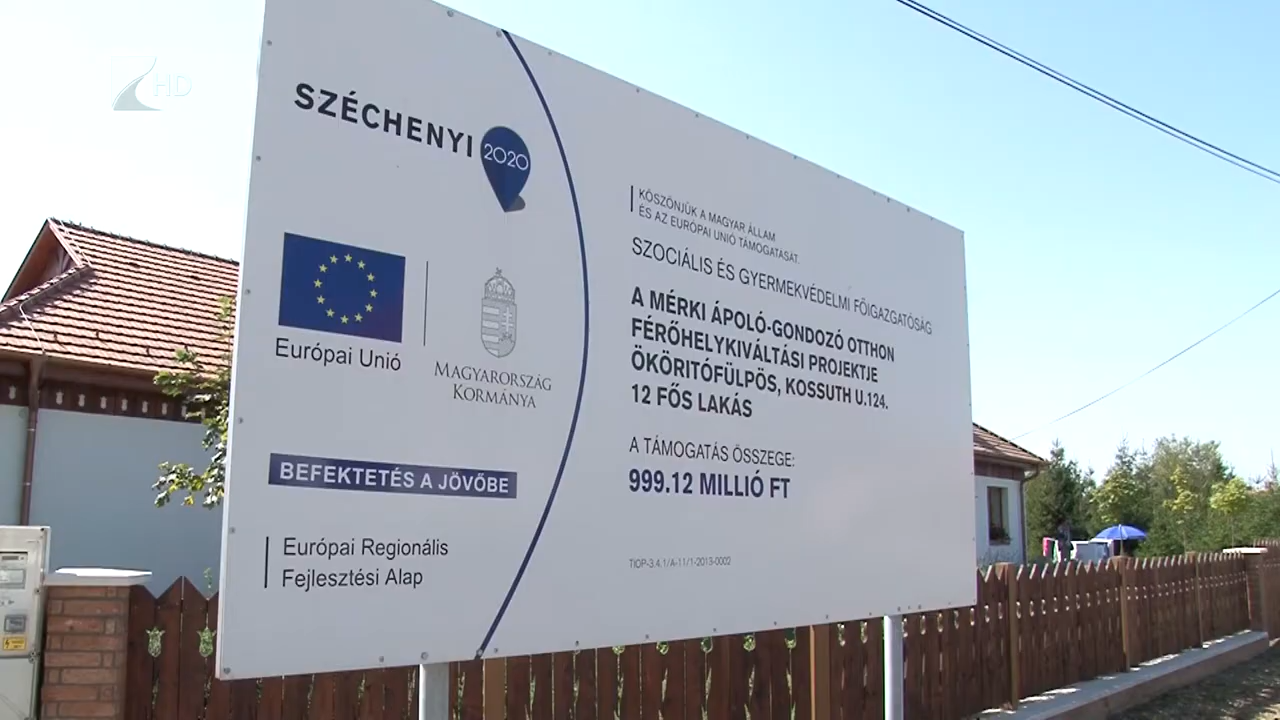 HD
SZÉCHENYI 2020
Európai Unió
MAGYARORSZÁG
KORMÁNYA
BEFEKTETÉS A JÖVŐBE
Európai Regionális
Fejlesztési Alap
KÖSZÖNJÜK A MAGYAR ÁLLAM
ÉS AZ EURÓPAI UNIÓ TÁMOGATÁSÁT.
SZOCIÁLIS ÉS GYERMEKVÉDELMI FŐIGAZGATÓSÁG
A MÉRKI ÁPOLÓ-GONDOZÓ OTTHON
FÉRŐHELYKIVÁLTÁSI PROJEKTJE
ÖKÖRITÓFÜLPÖS, KOSSUTH U.124.
12 FŐS LAKÁS
A TÁMOGATÁS ÖSSZEGE:
999.12 MILLIÓ FT
TIOP-3.4.1/A-11/1-2013-0002